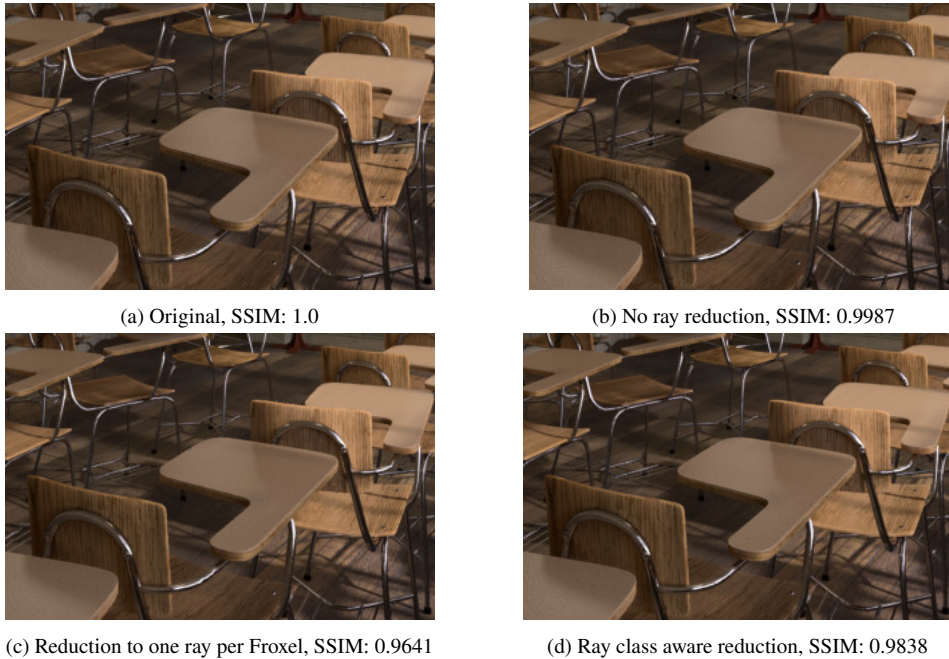 (a) Original, SSIM: 1.0
(b) No ray reduction, SSIM: 0.9987
(c) Reduction to one ray per Froxel, SSIM: 0.9641
(d) Ray class aware reduction, SSIM: 0.9838